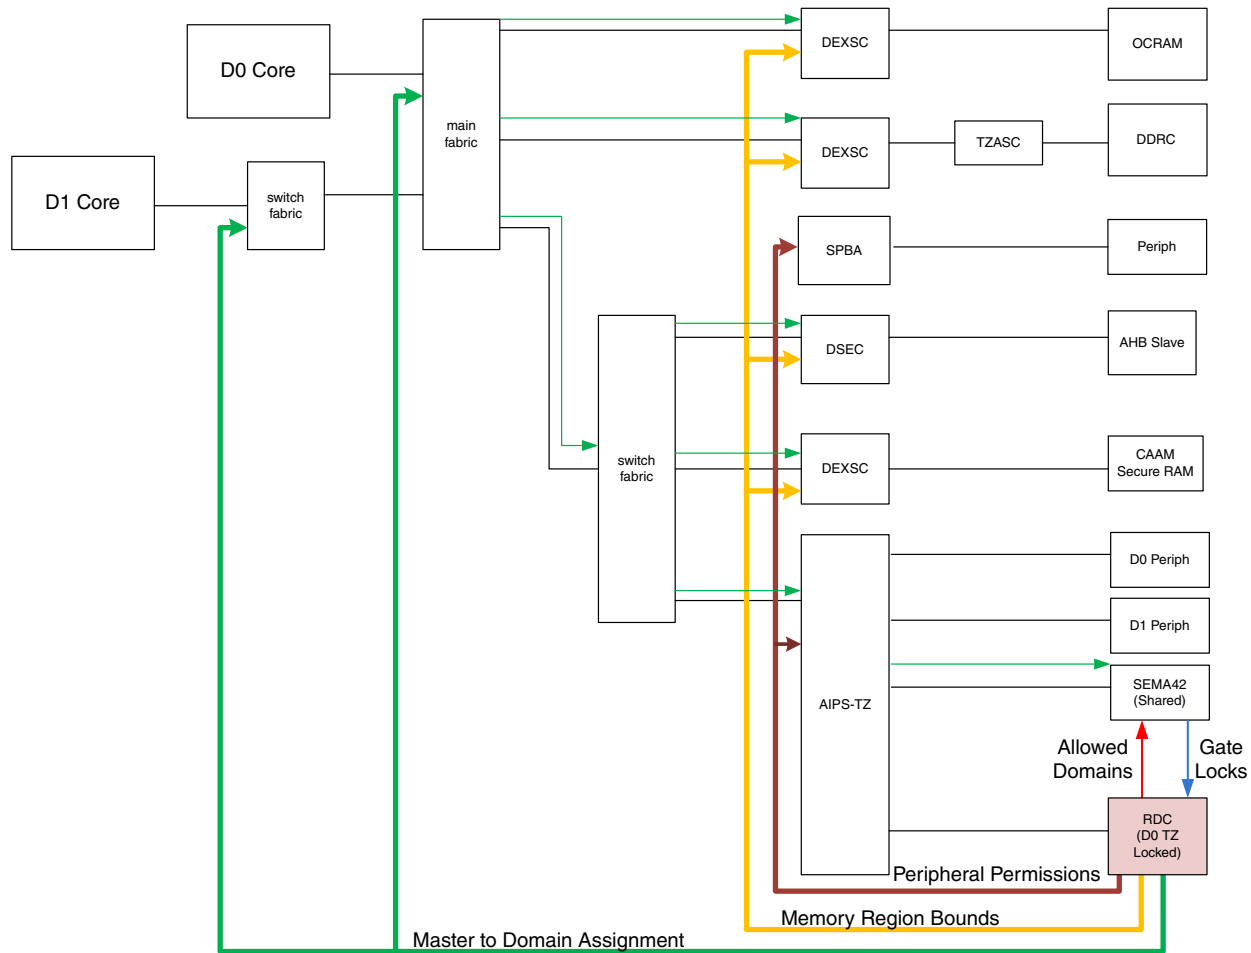 DEXSC
OCRAM
D0 Core
main
fabric
DEXSC
TZASC
DDRC
D1 Core
switch
fabric
SPBA
Periph
DSEC
AHB Slave
switch
fabric
DEXSC
CAAM
Secure RAM
D0 Periph
D1 Periph
AIPS-TZ
SEMA42
(Shared)
Allowed
Domains
Gate
Locks
RDC
(D0 TZ
Locked)
Peripheral Permissions
Memory Region Bounds
Master to Domain Assignment